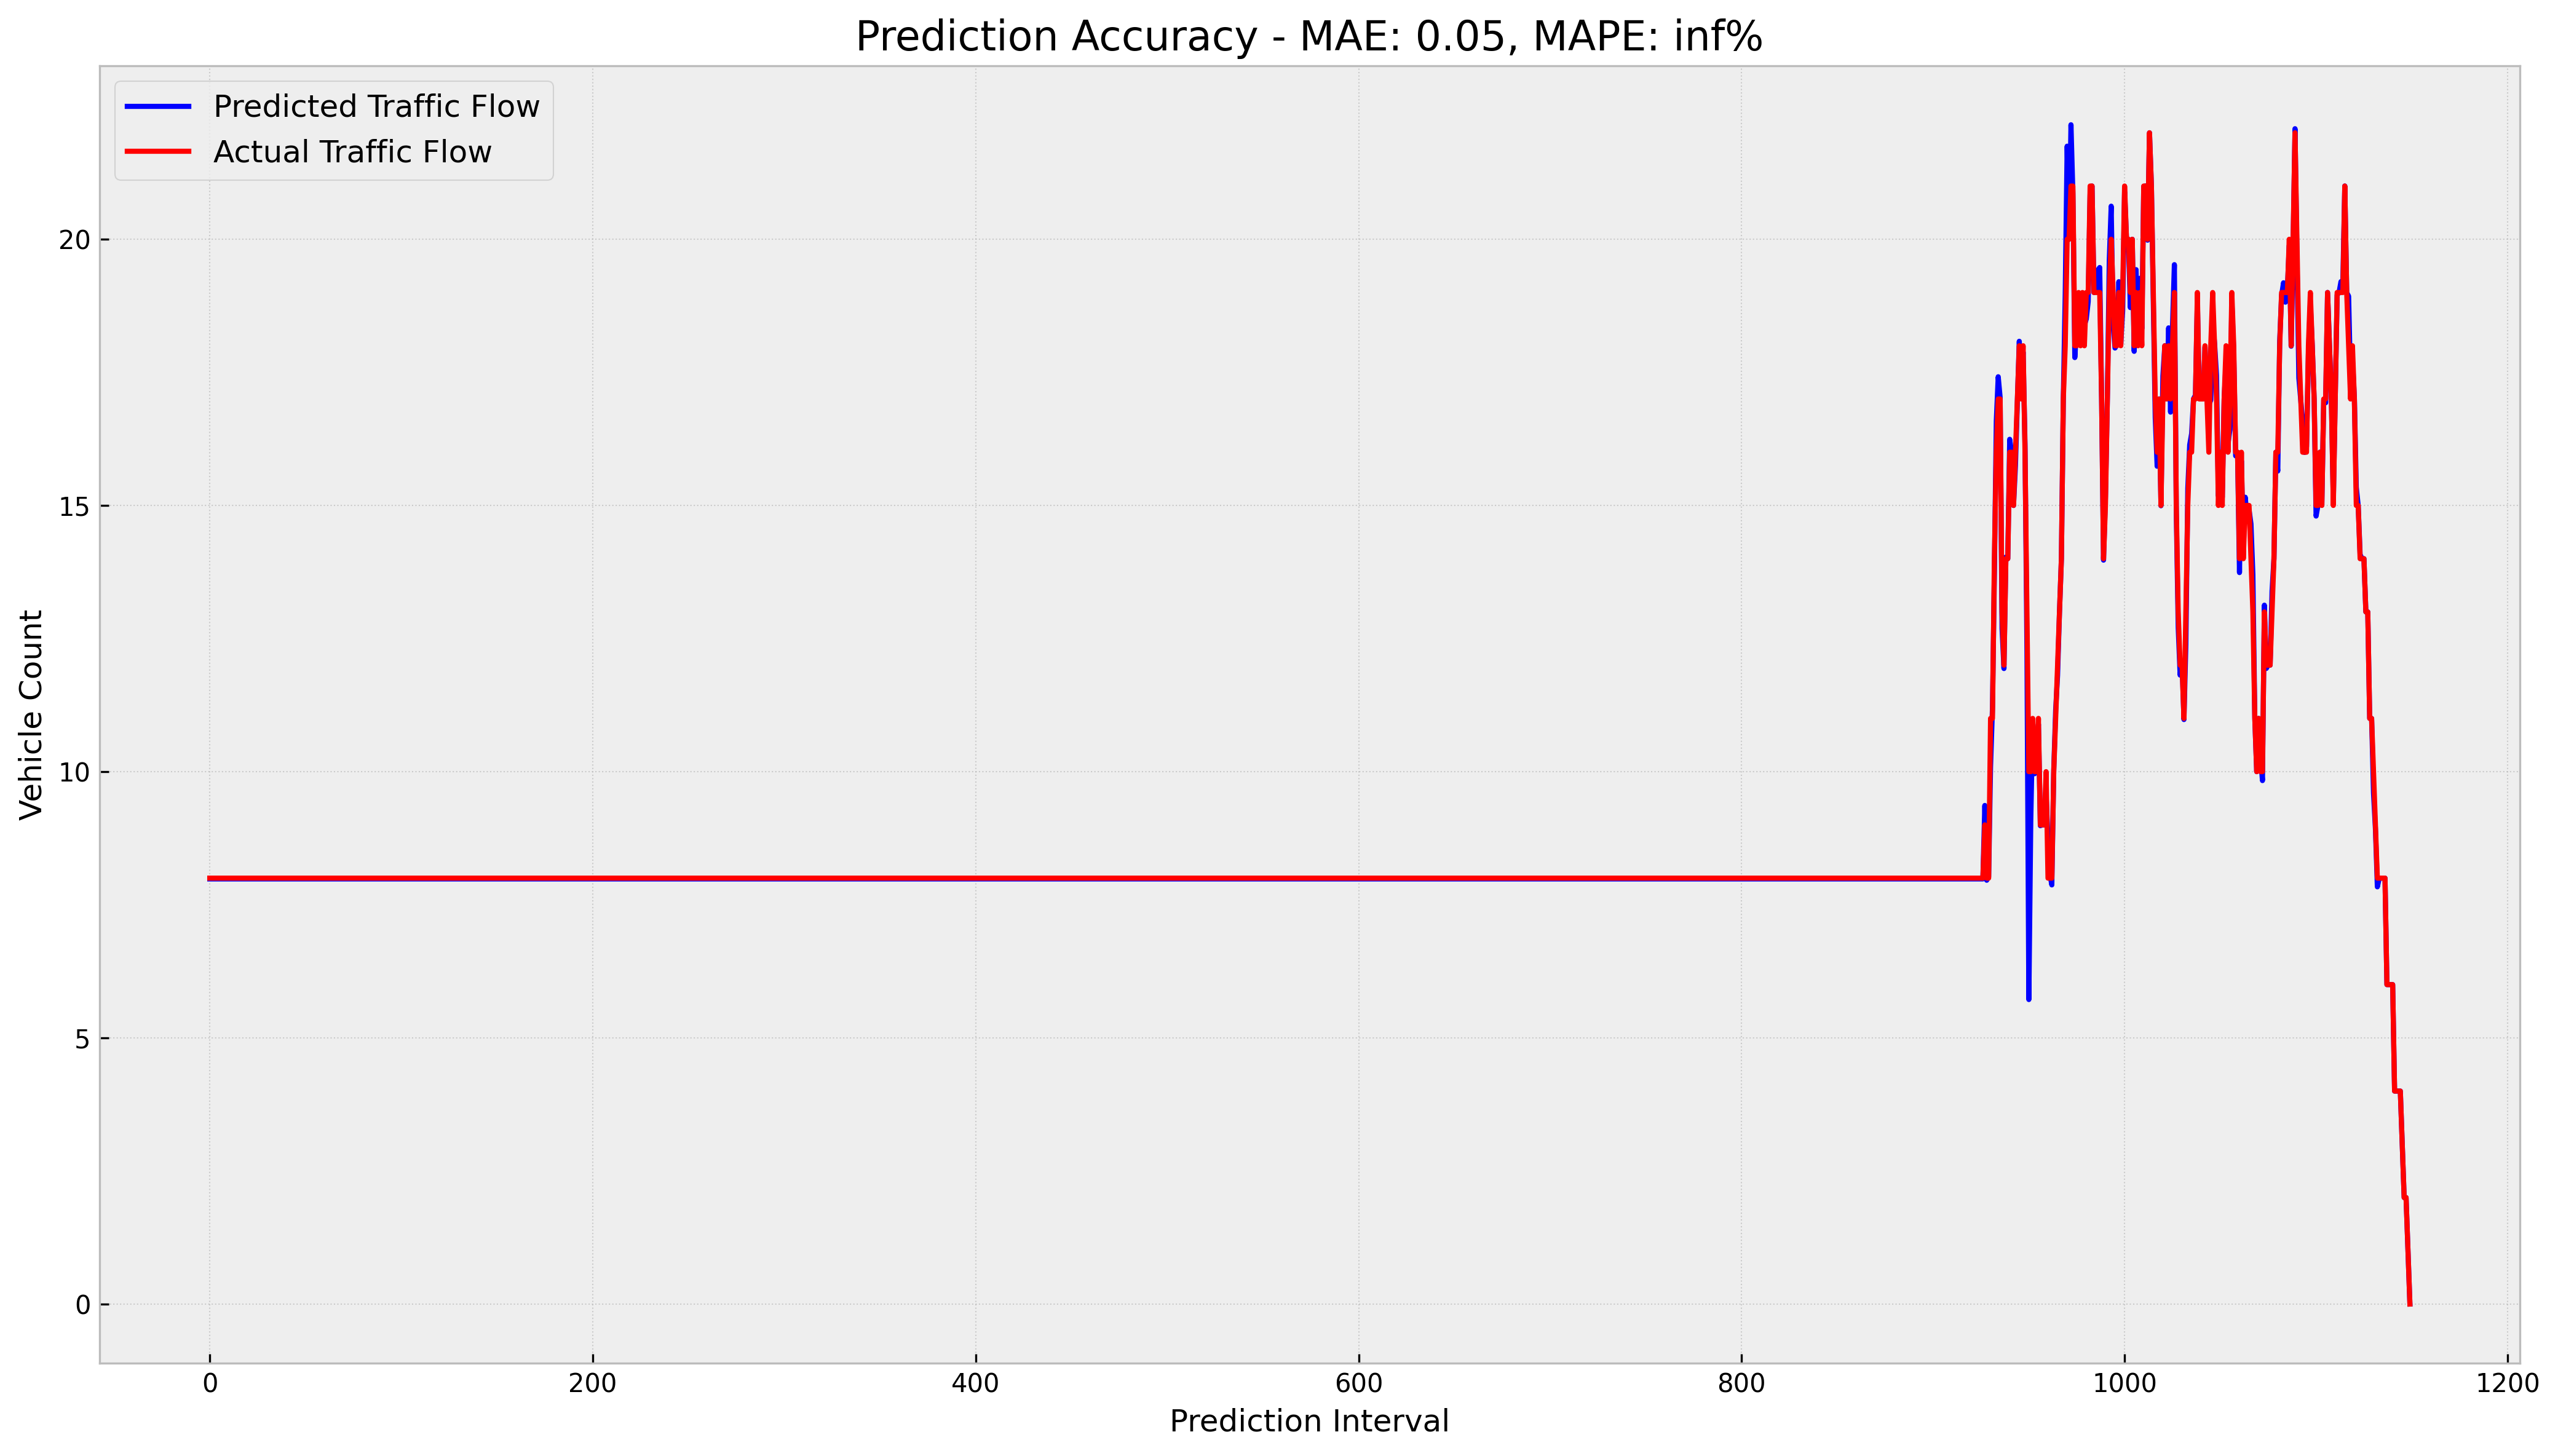 Prediction Accuracy - MAE: 0.05, MAPE: inf%
Predicted Traffic Flow
Actual Traffic Flow
Vehicle Count
20
15
10
5
0
0 200 400 600 800 1000 1200
Prediction Interval